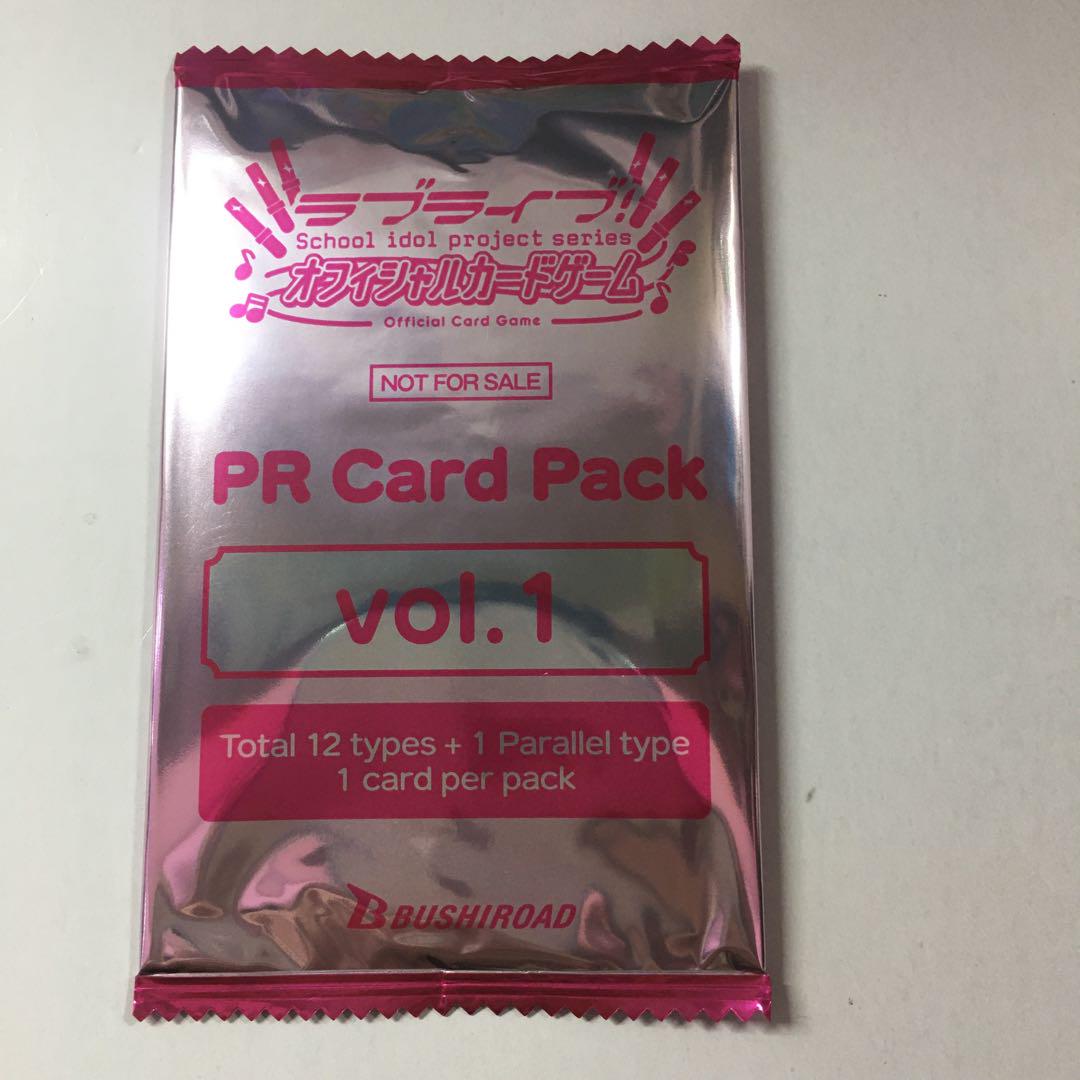 ラブライブ!
School idol project series
オフィシャルカードゲーム
Official Card Game
NOT FOR SALE
PR Card Pack
vol.1
Total 12 types + 1 Parallel type
1 card per pack
BUSHIROAD